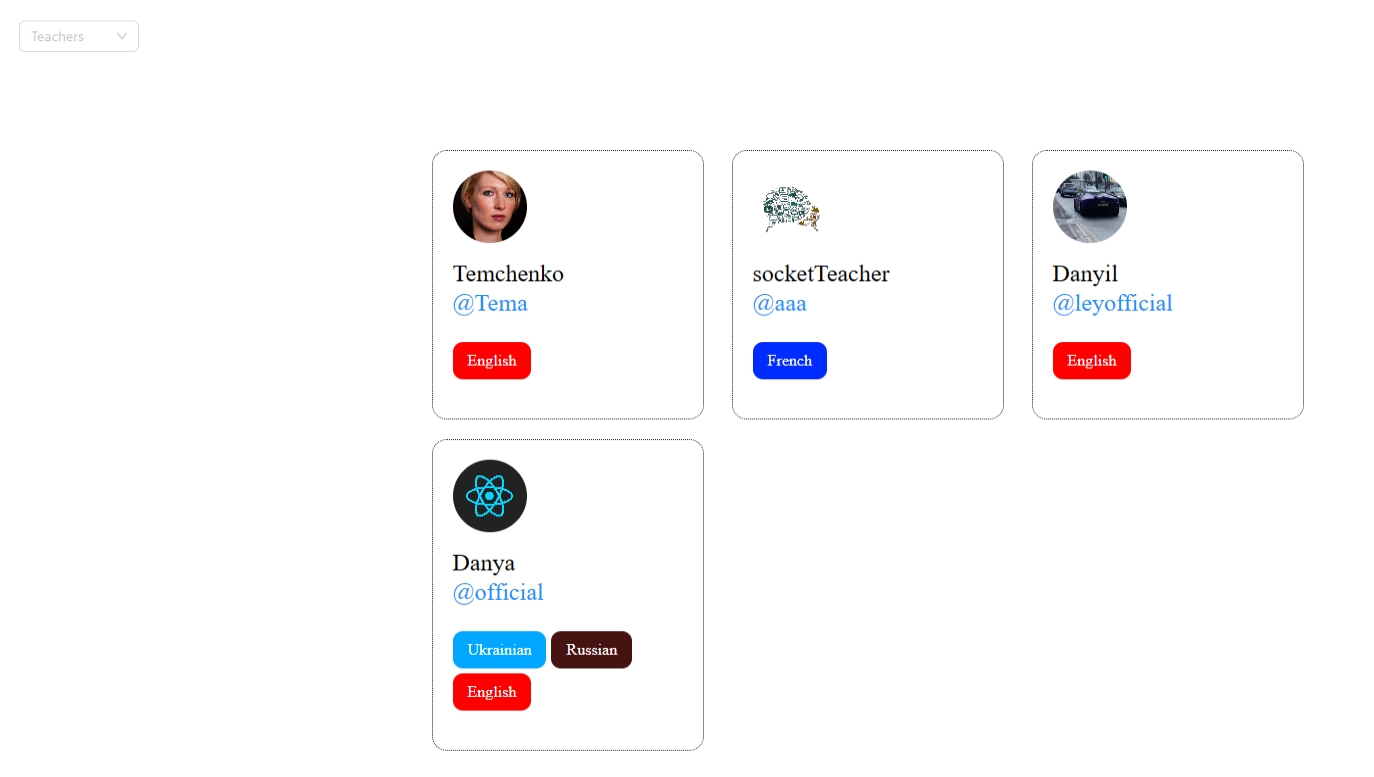 Teachers
Temchenko
@Tema
English
socketTeacher
@aaa
French
Danyil
@leyofficial
English
Danya
@official
Ukrainian Russian
English